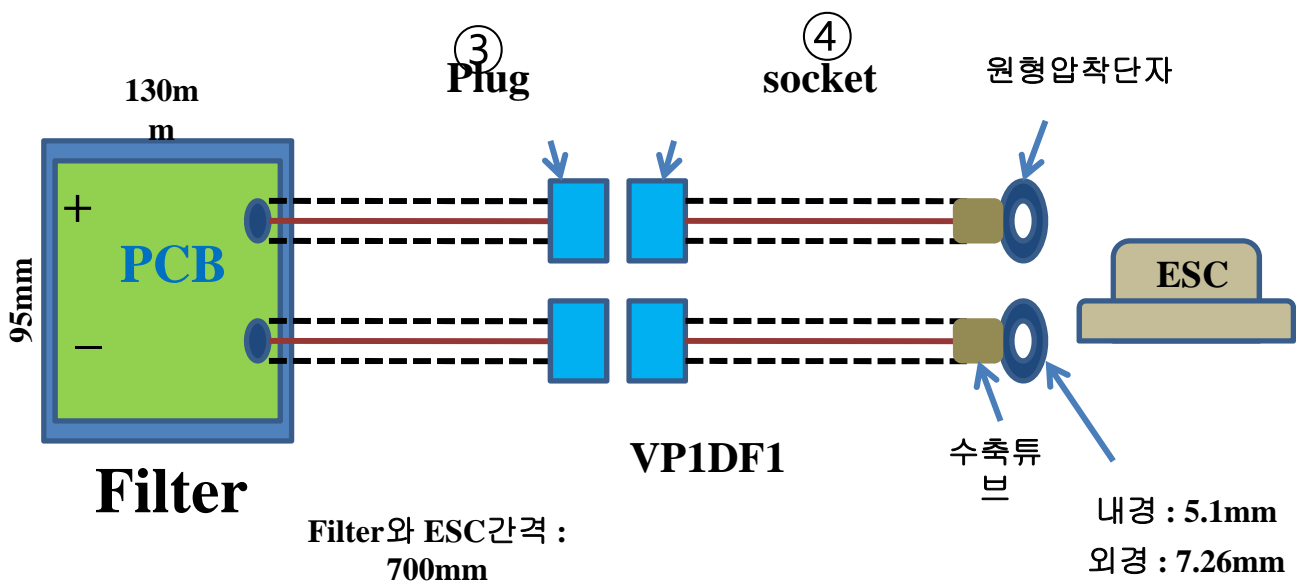 ③
Plug
④
socket
원형압착단자
130m
m
+
PCB
95mm
–
ESC
Filter
VP1DF1
수축튜
브
Filter와 ESC간격 :
700mm
내경 : 5.1mm
외경 : 7.26mm